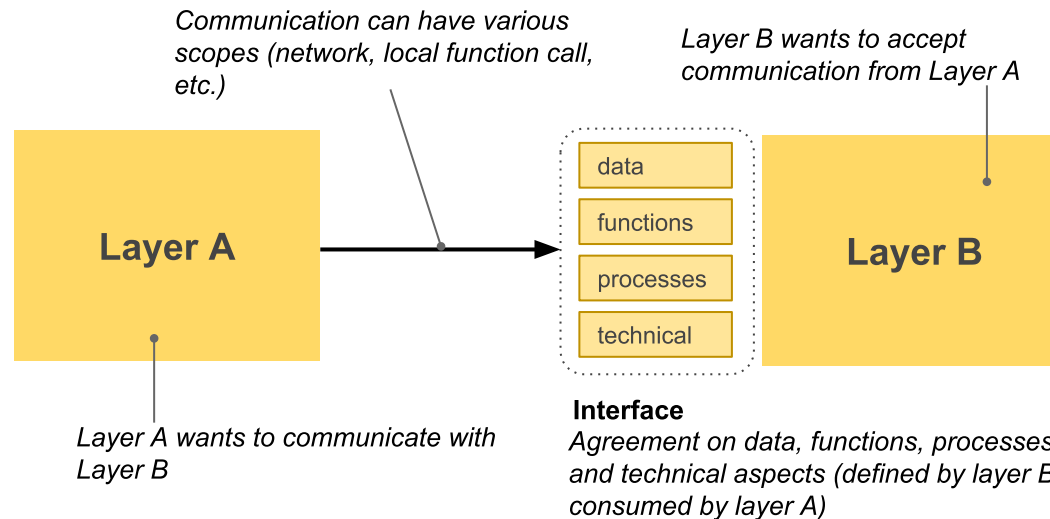 Communication can have various
scopes (network, local function call,
etc.)
Layer B wants to accept
communication from Layer A
Layer A
data
functions
processes
technical
Layer B
Layer A wants to communicate with
Layer B
Interface
Agreement on data, functions, processes
and technical aspects (defined by layer B
consumed by layer A)